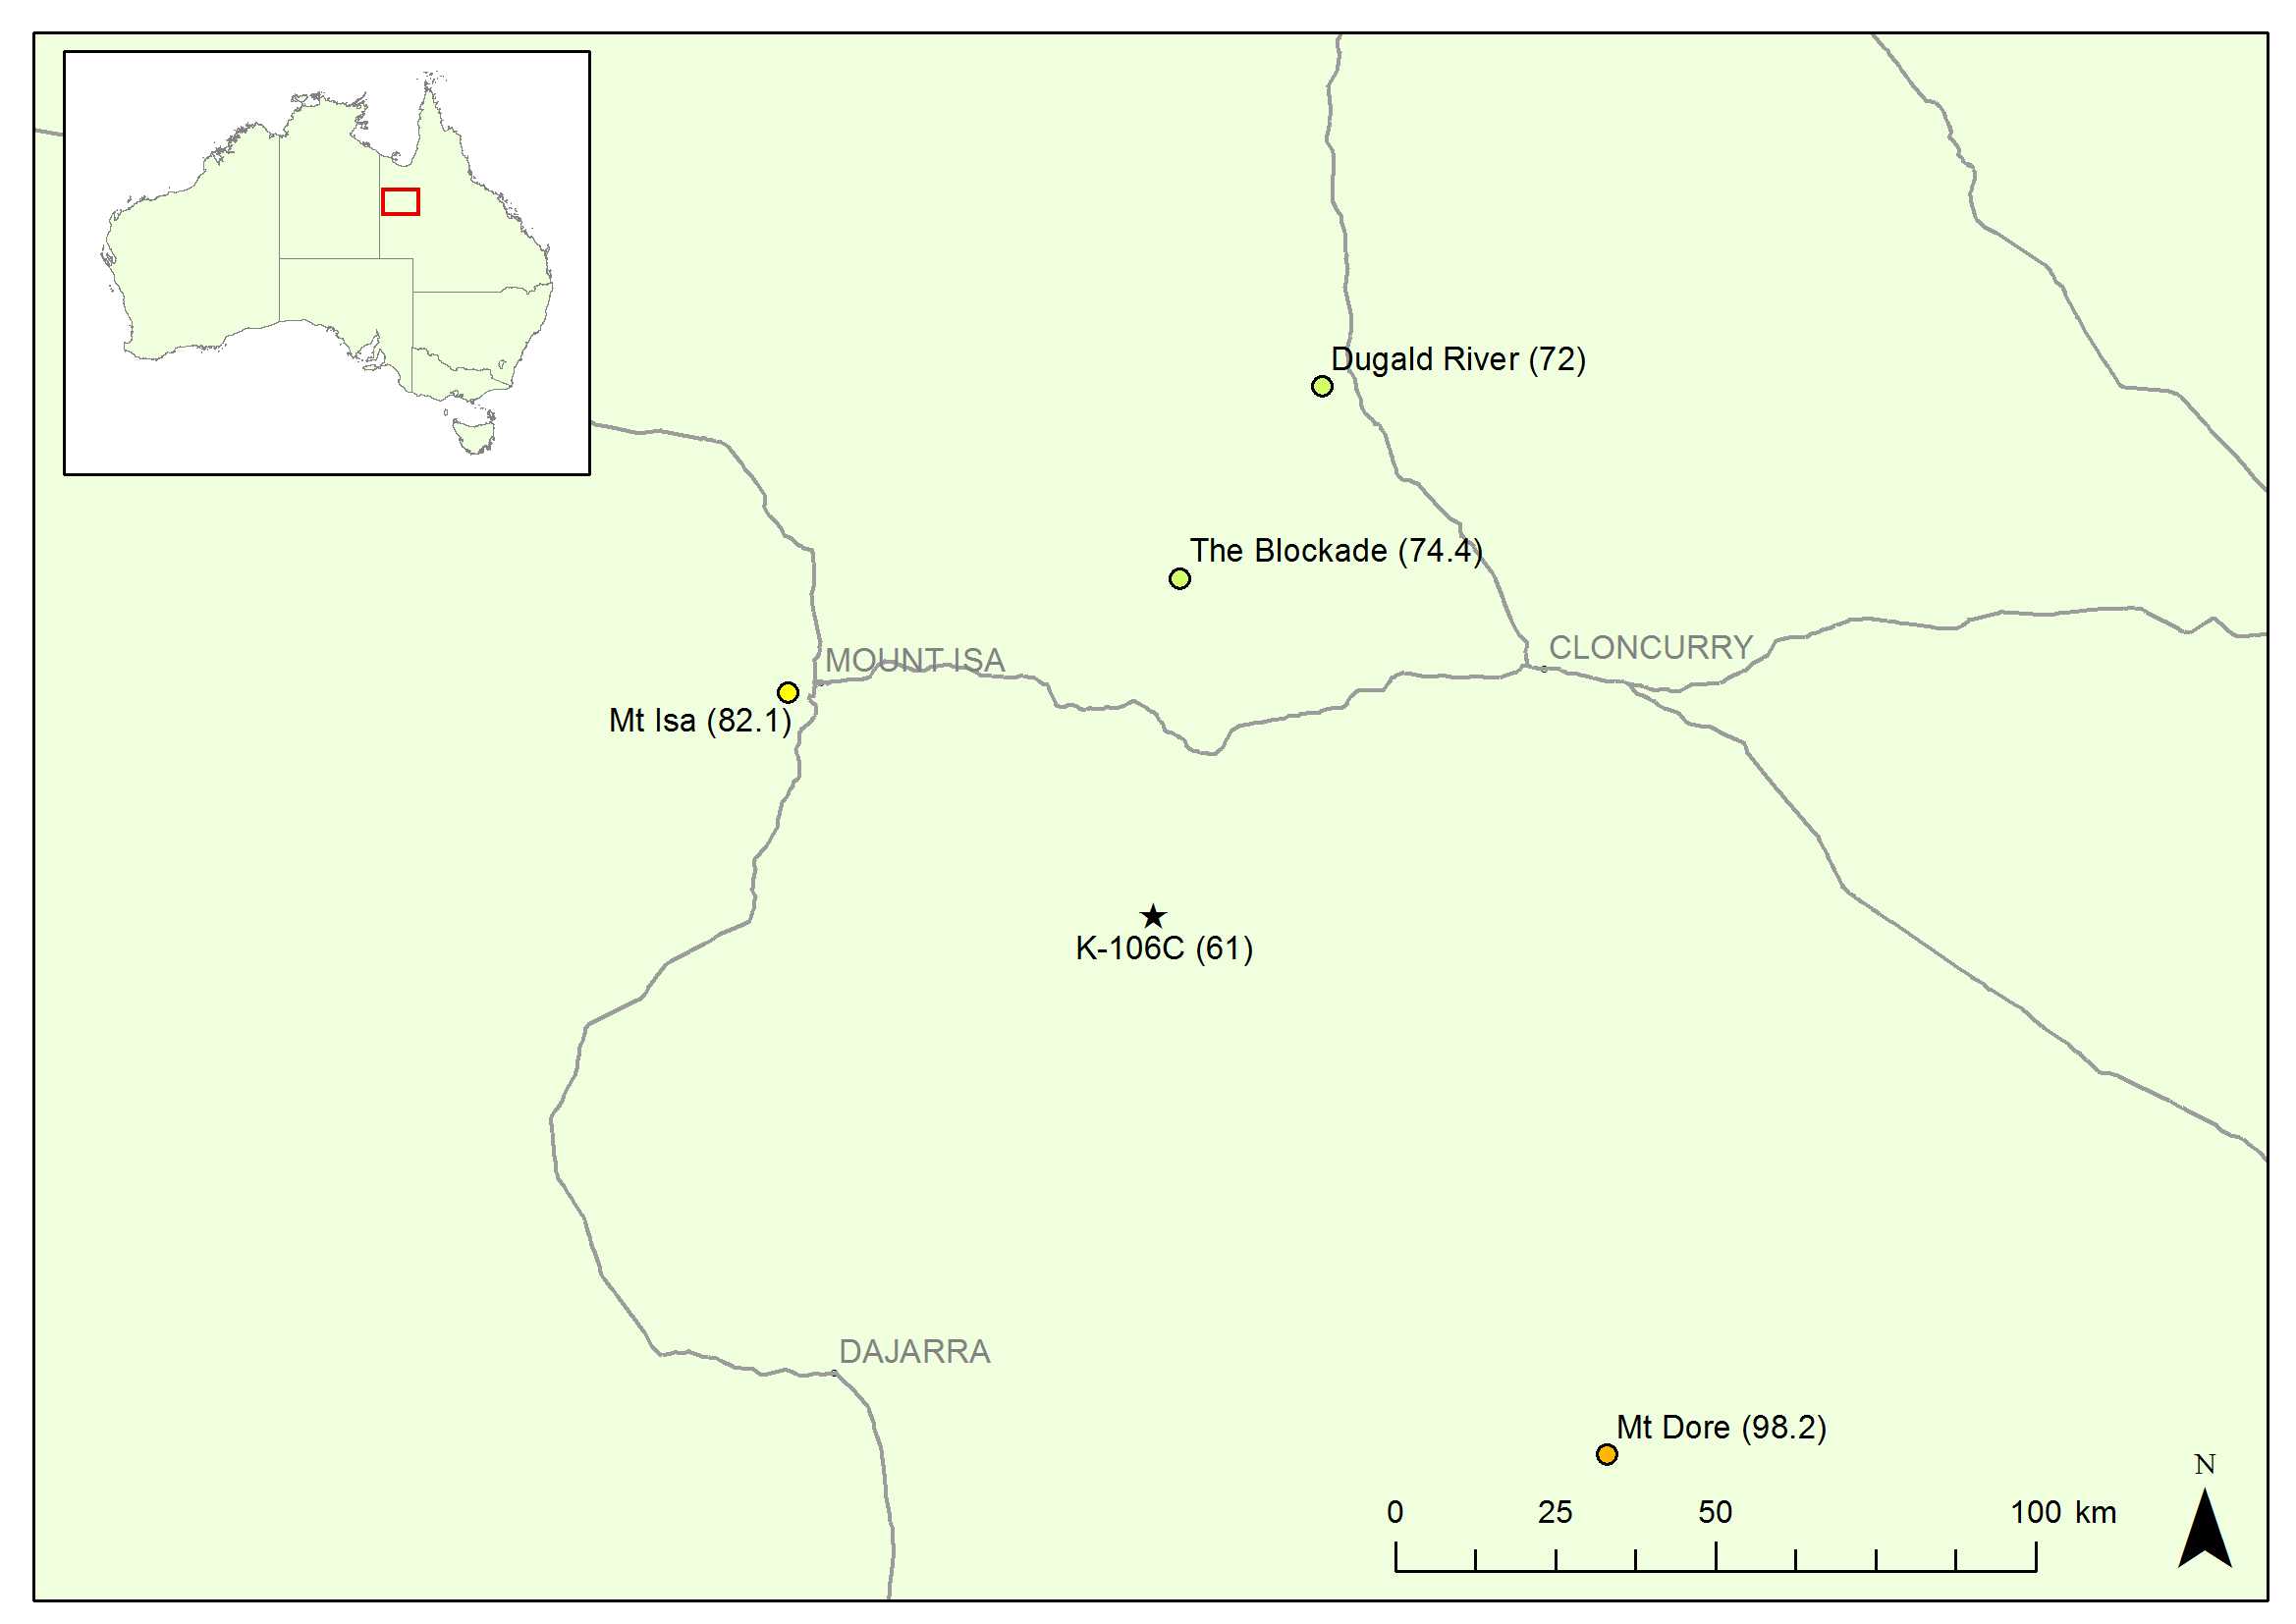 Dugald River (72)
The Blockade (74.4)
MOUNT ISA
CLONCURRY
Mt Isa (82.1)
K-106C (61)
DAJARRA
Mt Dore (98.2)
N
0 25 50 100 km